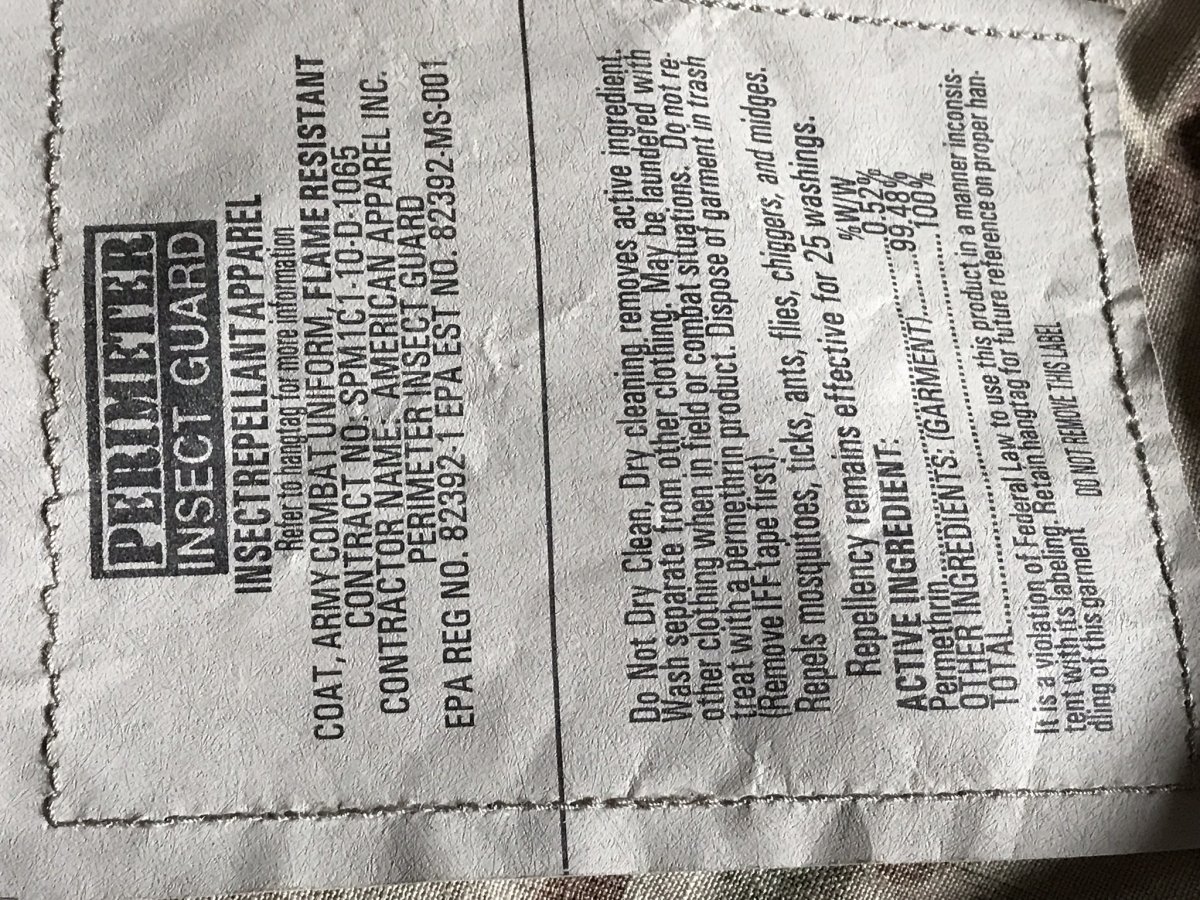 PERIMETER
INSECT GUARD
INSECTREPELLANTAPPAREL
Refer to hangtag for more information
COAT, ARMY COMBAT UNIFORM, FLAME RESISTANT
CONTRACT NO. SPM1C1-10-D-1065
CONTRACTOR NAME: AMERICAN APPAREL INC.
PERIMETER INSECT GUARD
EPA REG NO. 82392-1 EPA EST NO. 82392-MS-001
Do Not Dry Clean, Dry cleaning removes active ingredient.
Wash separate from other clothing. May be laundered with
other clothing when in field or combat situations. Do not re-
treat with a permethrin product. Dispose of garment in trash
(Remove IFF tape first).
Repels mosquitoes, ticks, ants, flies, chiggers, and midges.
Repellency remains effective for 25 washings.
ACTIVE INGREDIENT: % W/W
Permethrin.......................................0.52%
OTHER INGREDIENTS: (GARMENT)........99.48%
TOTAL.............................................100%
It is a violation of Federal Law to use this product in a manner inconsis-
tent with its labeling. Retain hangtag for future reference on proper han-
dling of this garment DO NOT REMOVE THIS LABEL